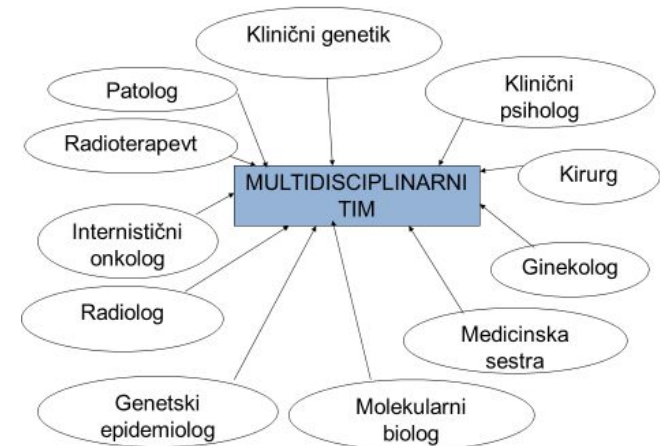 Klinični genetik
Patolog
Klinični
psiholog
Radioterapevt
Kirurg
MULTIDISCIPLINARNI
TIM
Internistični
onkolog
Ginekolog
Radiolog
Medicinska
sestra
Genetski
epidemiolog
Molekularni
biolog